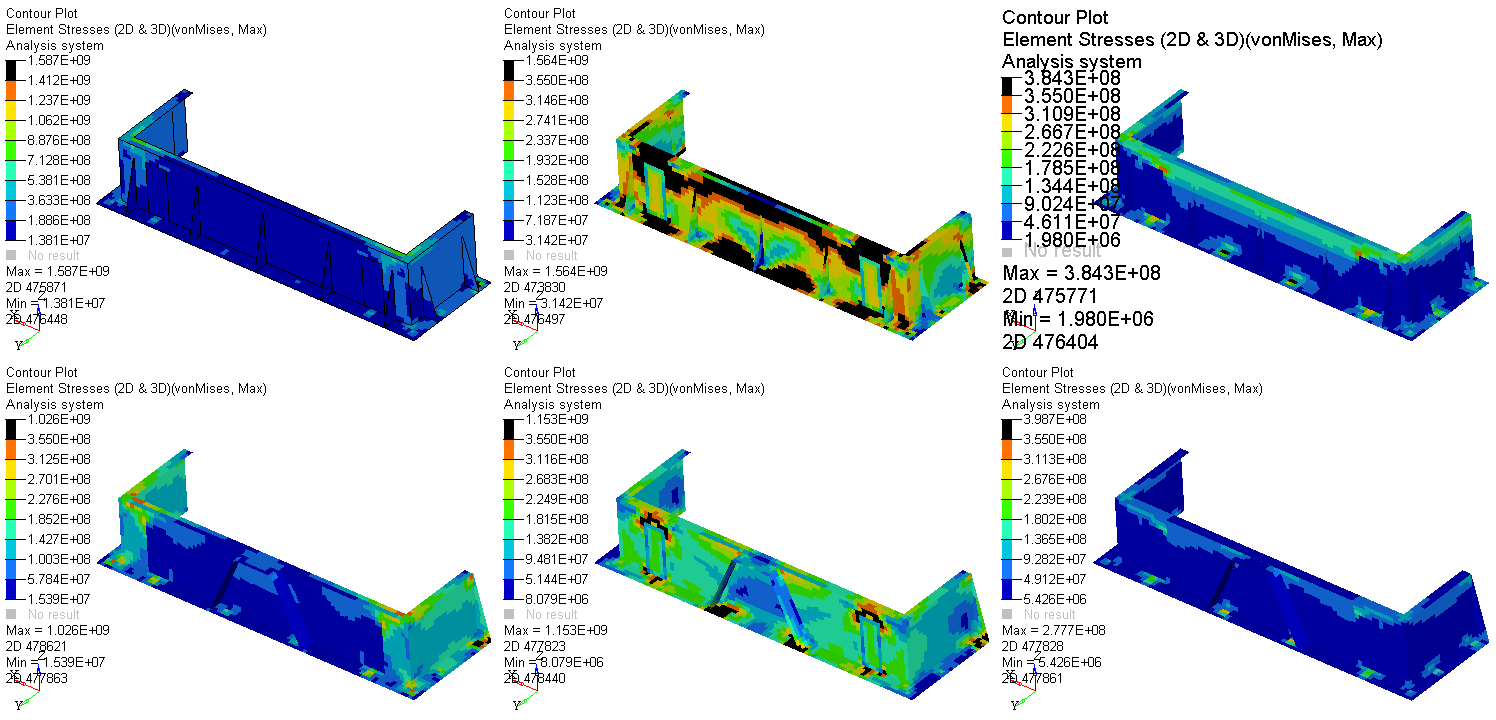 Contour Plot
Element Stresses (2D & 3D)(vonMises, Max)
Analysis system
1.587E+09
1.412E+09
1.237E+09
1.062E+09
8.876E+08
7.128E+08
5.381E+08
3.633E+08
1.886E+08
1.381E+07
No result
Max = 1.587E+09
2D 475871
Min = 1.381E+07
2D 476448
Z
X
Y
Contour Plot
Element Stresses (2D & 3D)(vonMises, Max)
Analysis system
1.564E+09
3.550E+08
3.146E+08
2.741E+08
2.337E+08
1.932E+08
1.528E+08
1.123E+08
7.187E+07
3.142E+07
No result
Max = 1.564E+09
2D 473830
Min = 3.142E+07
2D 476497
Z
X
Y
Contour Plot
Element Stresses (2D & 3D)(vonMises, Max)
Analysis system
3.843E+08
3.550E+08
3.109E+08
2.667E+08
2.226E+08
1.785E+08
1.344E+08
9.024E+07
4.611E+07
1.980E+06
No result
Max = 3.843E+08
2D 475771
Min = 1.980E+06
2D 476404
Y
Contour Plot
Element Stresses (2D & 3D)(vonMises, Max)
Analysis system
1.026E+09
3.550E+08
3.125E+08
2.701E+08
2.276E+08
1.852E+08
1.427E+08
1.003E+08
5.784E+07
1.539E+07
No result
Max = 1.026E+09
2D 478621
Min = 1.539E+07
2D 477863
Z
X
Y
Contour Plot
Element Stresses (2D & 3D)(vonMises, Max)
Analysis system
1.153E+09
3.550E+08
3.116E+08
2.683E+08
2.249E+08
1.815E+08
1.382E+08
9.481E+07
5.144E+07
8.079E+06
No result
Max = 1.153E+09
2D 477823
Min = 8.079E+06
2D 478440
Z
X
Y
Contour Plot
Element Stresses (2D & 3D)(vonMises, Max)
Analysis system
3.987E+08
3.550E+08
3.113E+08
2.676E+08
2.239E+08
1.802E+08
1.365E+08
9.282E+07
4.912E+07
5.426E+06
No result
Max = 2.777E+08
2D 477828
Min = 5.426E+06
2D 477861
Z
X
Y